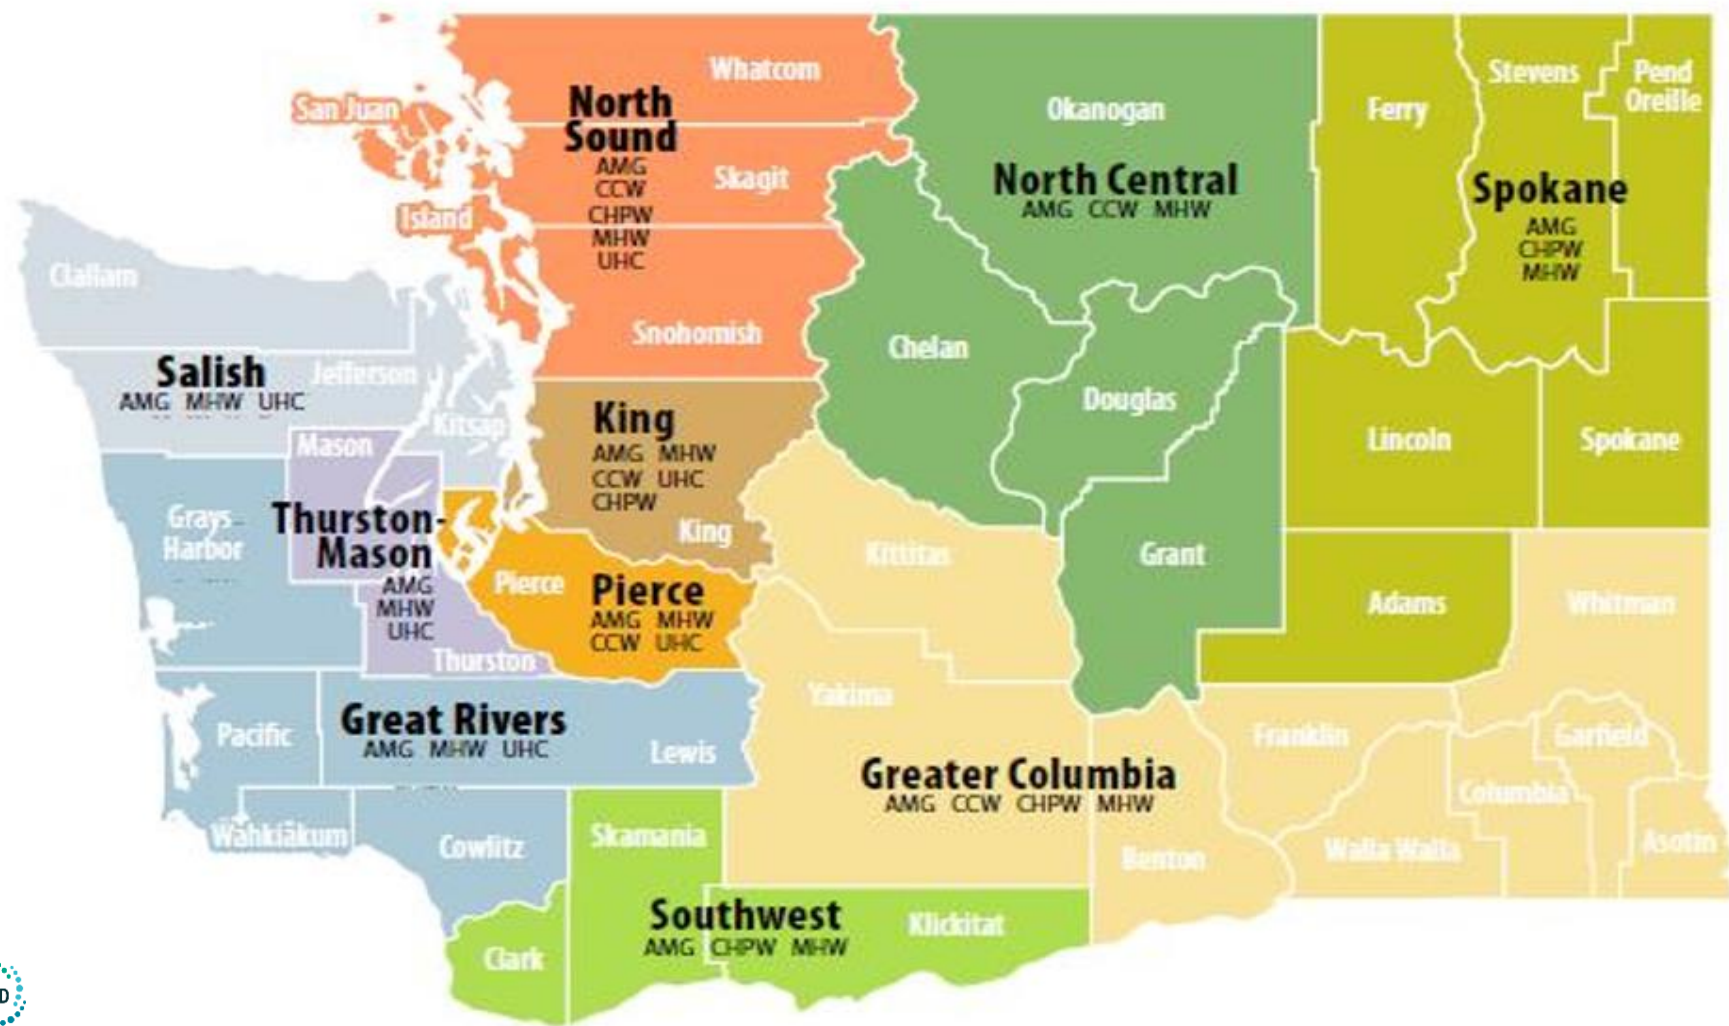 Whatcom
San Juan
North
Sound
AMG
CCW
CHPW
MHW
UHC
Skagit
Island
Snohomish
Okanogan
North Central
AMG CCW MHW
Chelan
Douglas
Grant
Ferry
Stevens
Pend
Oreille
Spokane
AMG
CHPW
MHW
Lincoln
Spokane
Adams
Clallam
Salish
AMG MHW UHC
Jefferson
Kitsap
King
AMG MHW
CCW UHC
CHPW
King
Mason
Thurston-
Mason
AMG
MHW
UHC
Thurston
Grays
Harbor
Pierce
Pierce
AMG MHW
CCW UHC
Pacific
Great Rivers
AMG MHW UHC
Lewis
Wahkiakum
Cowlitz
Kittitas
Yakima
Greater Columbia
AMG CCW CHPW MHW
Benton
Franklin
Walla Walla
Columbia
Garfield
Asotin
Whitman
Skamania
Southwest
AMG CHPW MHW
Klickitat
Clark
D